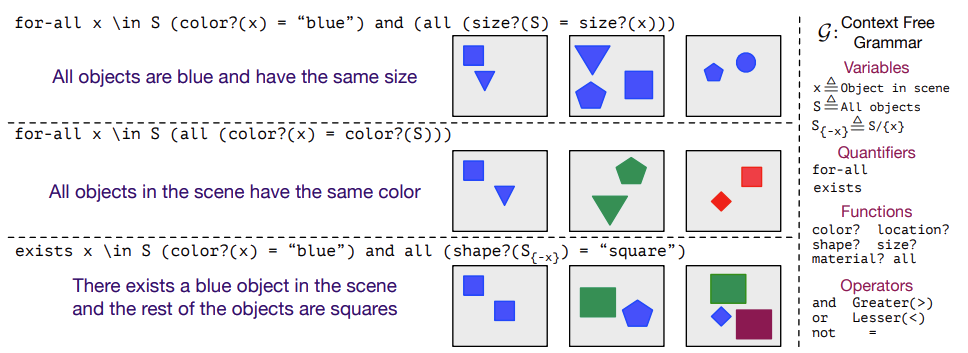 for-all x \in S (color?(x) = “blue”) and (all (size?(S) = size?(x)))
All objects are blue and have the same size
for-all x \in S (all (color?(x) = color?(S)))
All objects in the scene have the same color
exists x \in S (color?(x) = “blue”) and all (shape?(S_{-x}) = “square”)
There exists a blue object in the scene
and the rest of the objects are squares
𝒢: Context Free
Grammar
Variables
x ≜ Object in scene
S ≜ All objects
S_{-x} ≜ S/{x}
Quantifiers
for-all
exists
Functions
color? location?
shape? size?
material? all
Operators
and Greater(>)
or Lesser(<)
not =